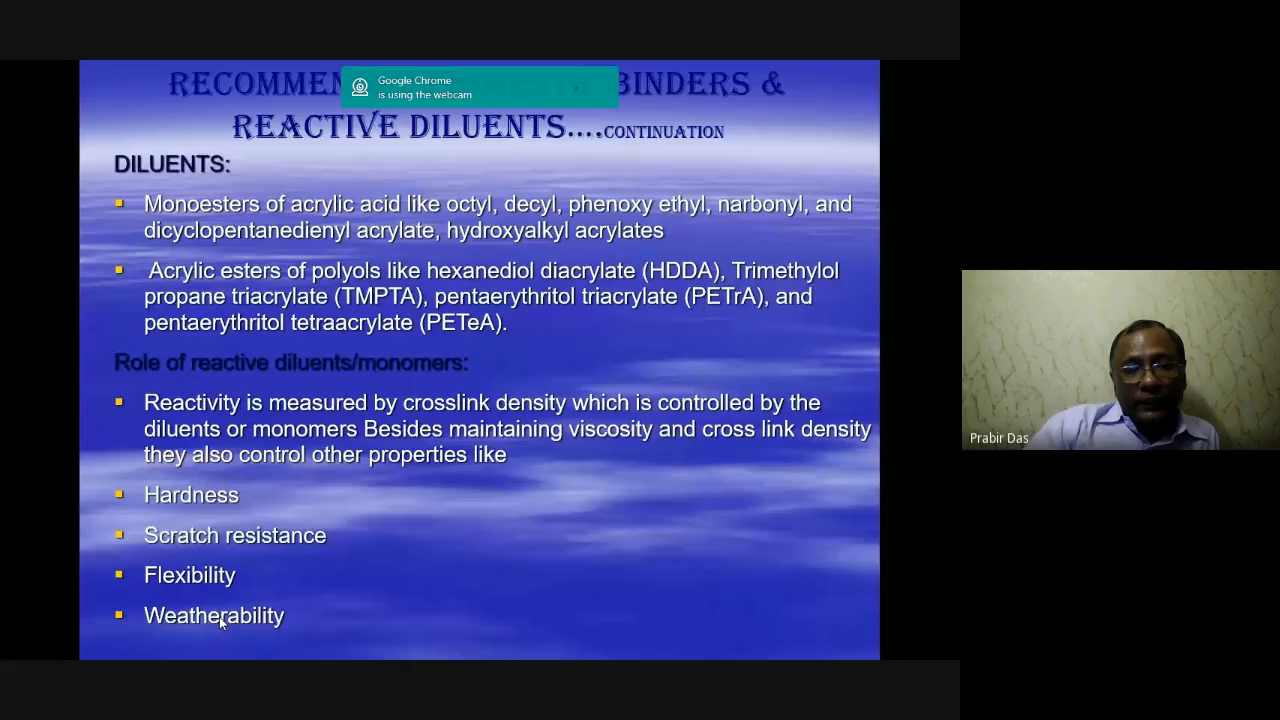 RECOMMEN BINDERS &
Google Chrome
is using the webcam
REACTIVE DILUENTS....CONTINUATION
DILUENTS:
▪ Monoesters of acrylic acid like octyl, decyl, phenoxy ethyl, narbonyl, and
dicyclopentanedienyl acrylate, hydroxyalkyl acrylates
▪ Acrylic esters of polyols like hexanediol diacrylate (HDDA), Trimethylol
propane triacrylate (TMPTA), pentaerythritol triacrylate (PETrA), and
pentaerythritol tetraacrylate (PETeA).
Role of reactive diluents/monomers:
▪ Reactivity is measured by crosslink density which is controlled by the
diluents or monomers Besides maintaining viscosity and cross link density
they also control other properties like
▪ Hardness
▪ Scratch resistance
▪ Flexibility
▪ Weatherability
Prabir Das